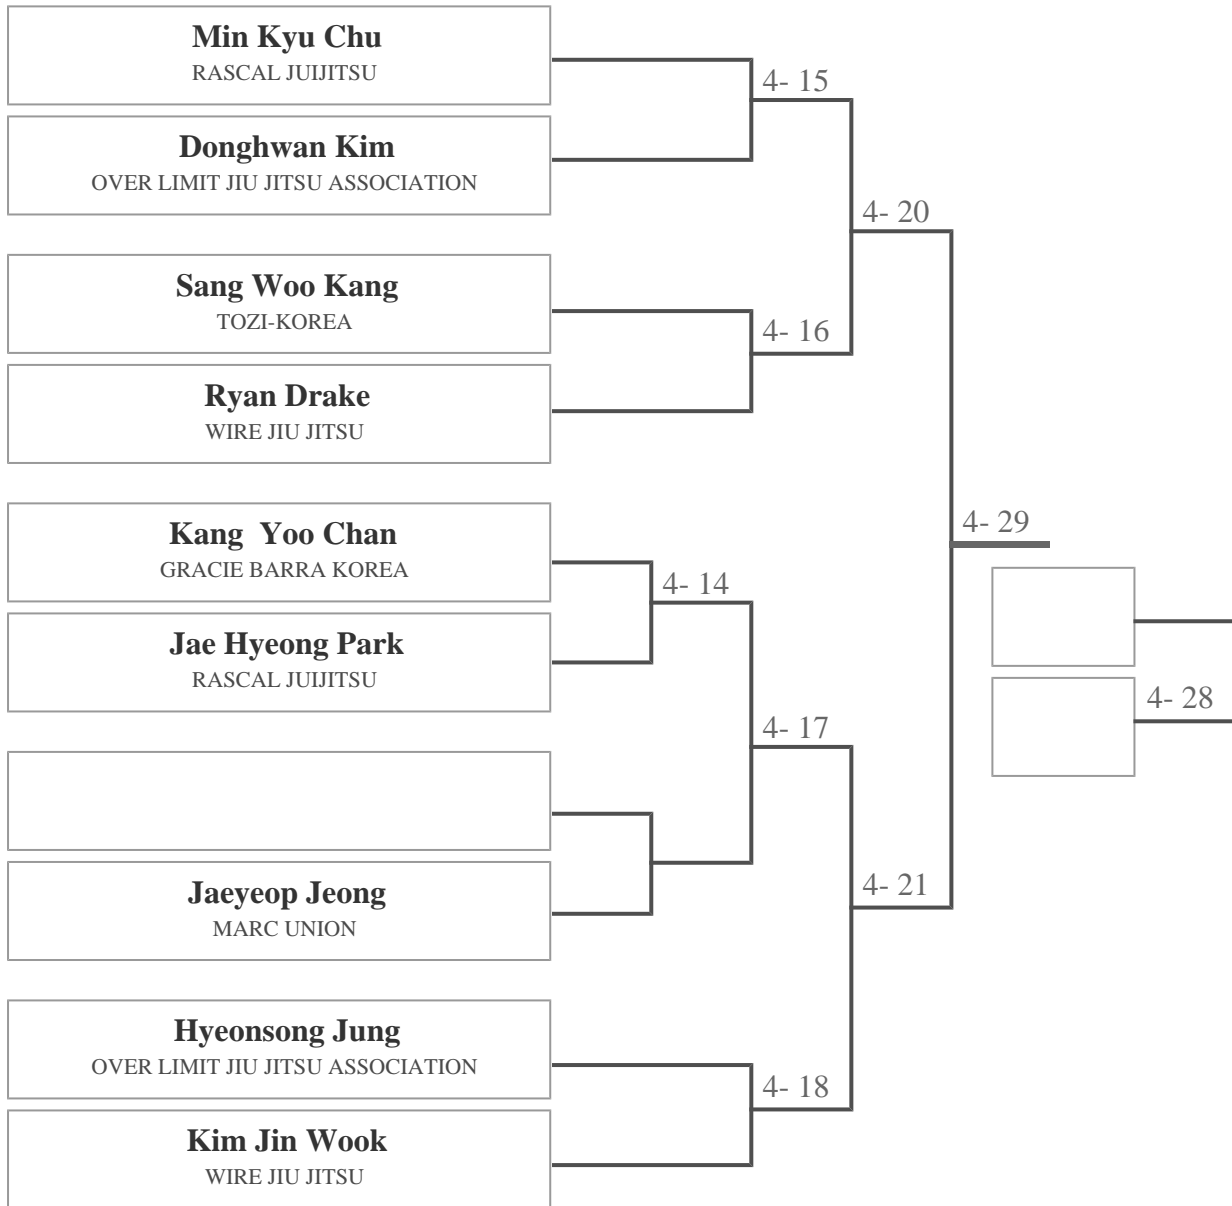 Min Kyu Chu
RASCAL JUIJITSU
4- 15
Donghwan Kim
OVER LIMIT JIU JITSU ASSOCIATION
4- 20
Sang Woo Kang
TOZI-KOREA
4- 16
Ryan Drake
WIRE JIU JITSU
Kang  Yoo Chan
GRACIE BARRA KOREA
4- 29
4- 14
Jae Hyeong Park
RASCAL JUIJITSU
4- 28
4- 17
Jaeyeop Jeong
MARC UNION
4- 21
Hyeonsong Jung
OVER LIMIT JIU JITSU ASSOCIATION
4- 18
Kim Jin Wook
WIRE JIU JITSU